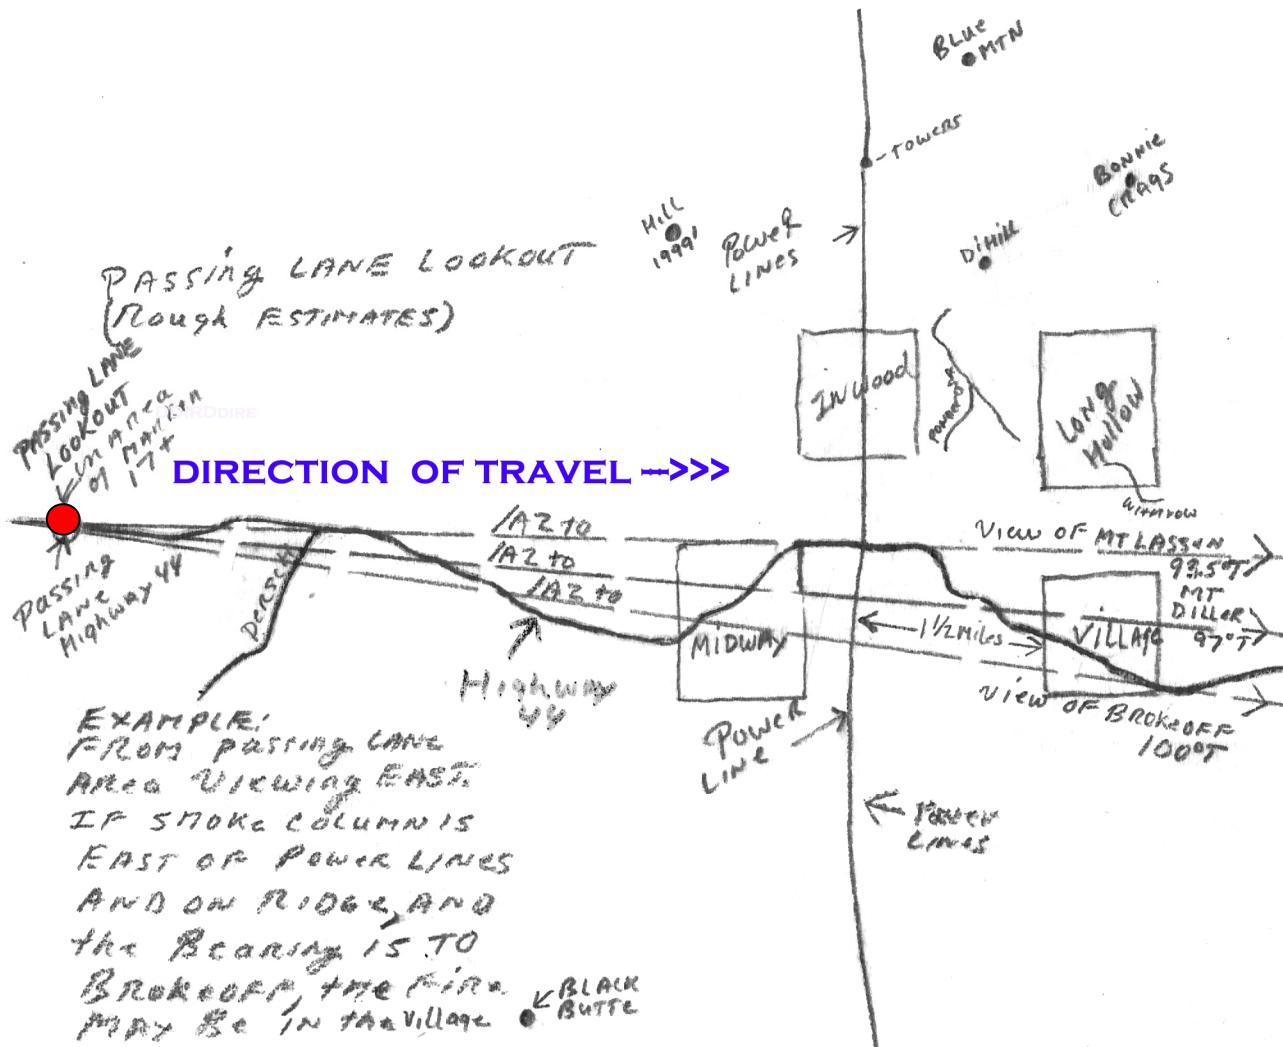 BLUE
MTN
TOWERS
BONNIE
CRAGS
Hill
1999'
POWER
LINES
DiHill
PASSING LANE LOOKOUT
(Rough ESTIMATES)
PASSING LANE
LOOKOUT
IN AREA
OF MARKER
17+
INWOOD
Long
Hollow
DIRECTION OF TRAVEL -->>>
/AZ to
/AZ to
/AZ to
View of MT LASSEN
93.5°T
MT
DILLER
97°T
Passing
LANE
Highway 44
DERSCH
MIDWAY
1 1/2 MILES
VILLAGE
Highway
44
View OF BROKEOFF
100°T
POWER
LINE
POWER
LINES
EXAMPLE:
FROM PASSING LANE
AREA VIEWING EAST.
IF SMOKE COLUMN IS
EAST OF POWER LINES
AND ON RIDGE, AND
the BEARING IS TO
BROKEOFF, THE FIRE
MAY BE IN the Village
BLACK
BUTTE